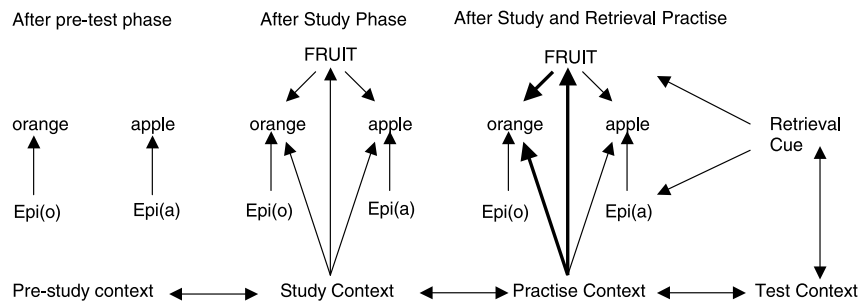 After pre-test phase
After Study Phase
After Study and Retrieval Practise
FRUIT
FRUIT
orange
apple
orange
apple
orange
apple
Retrieval
Cue
Epi(o)
Epi(a)
Epi(o)
Epi(a)
Epi(o)
Epi(a)
Pre-study context
Study Context
Practise Context
Test Context